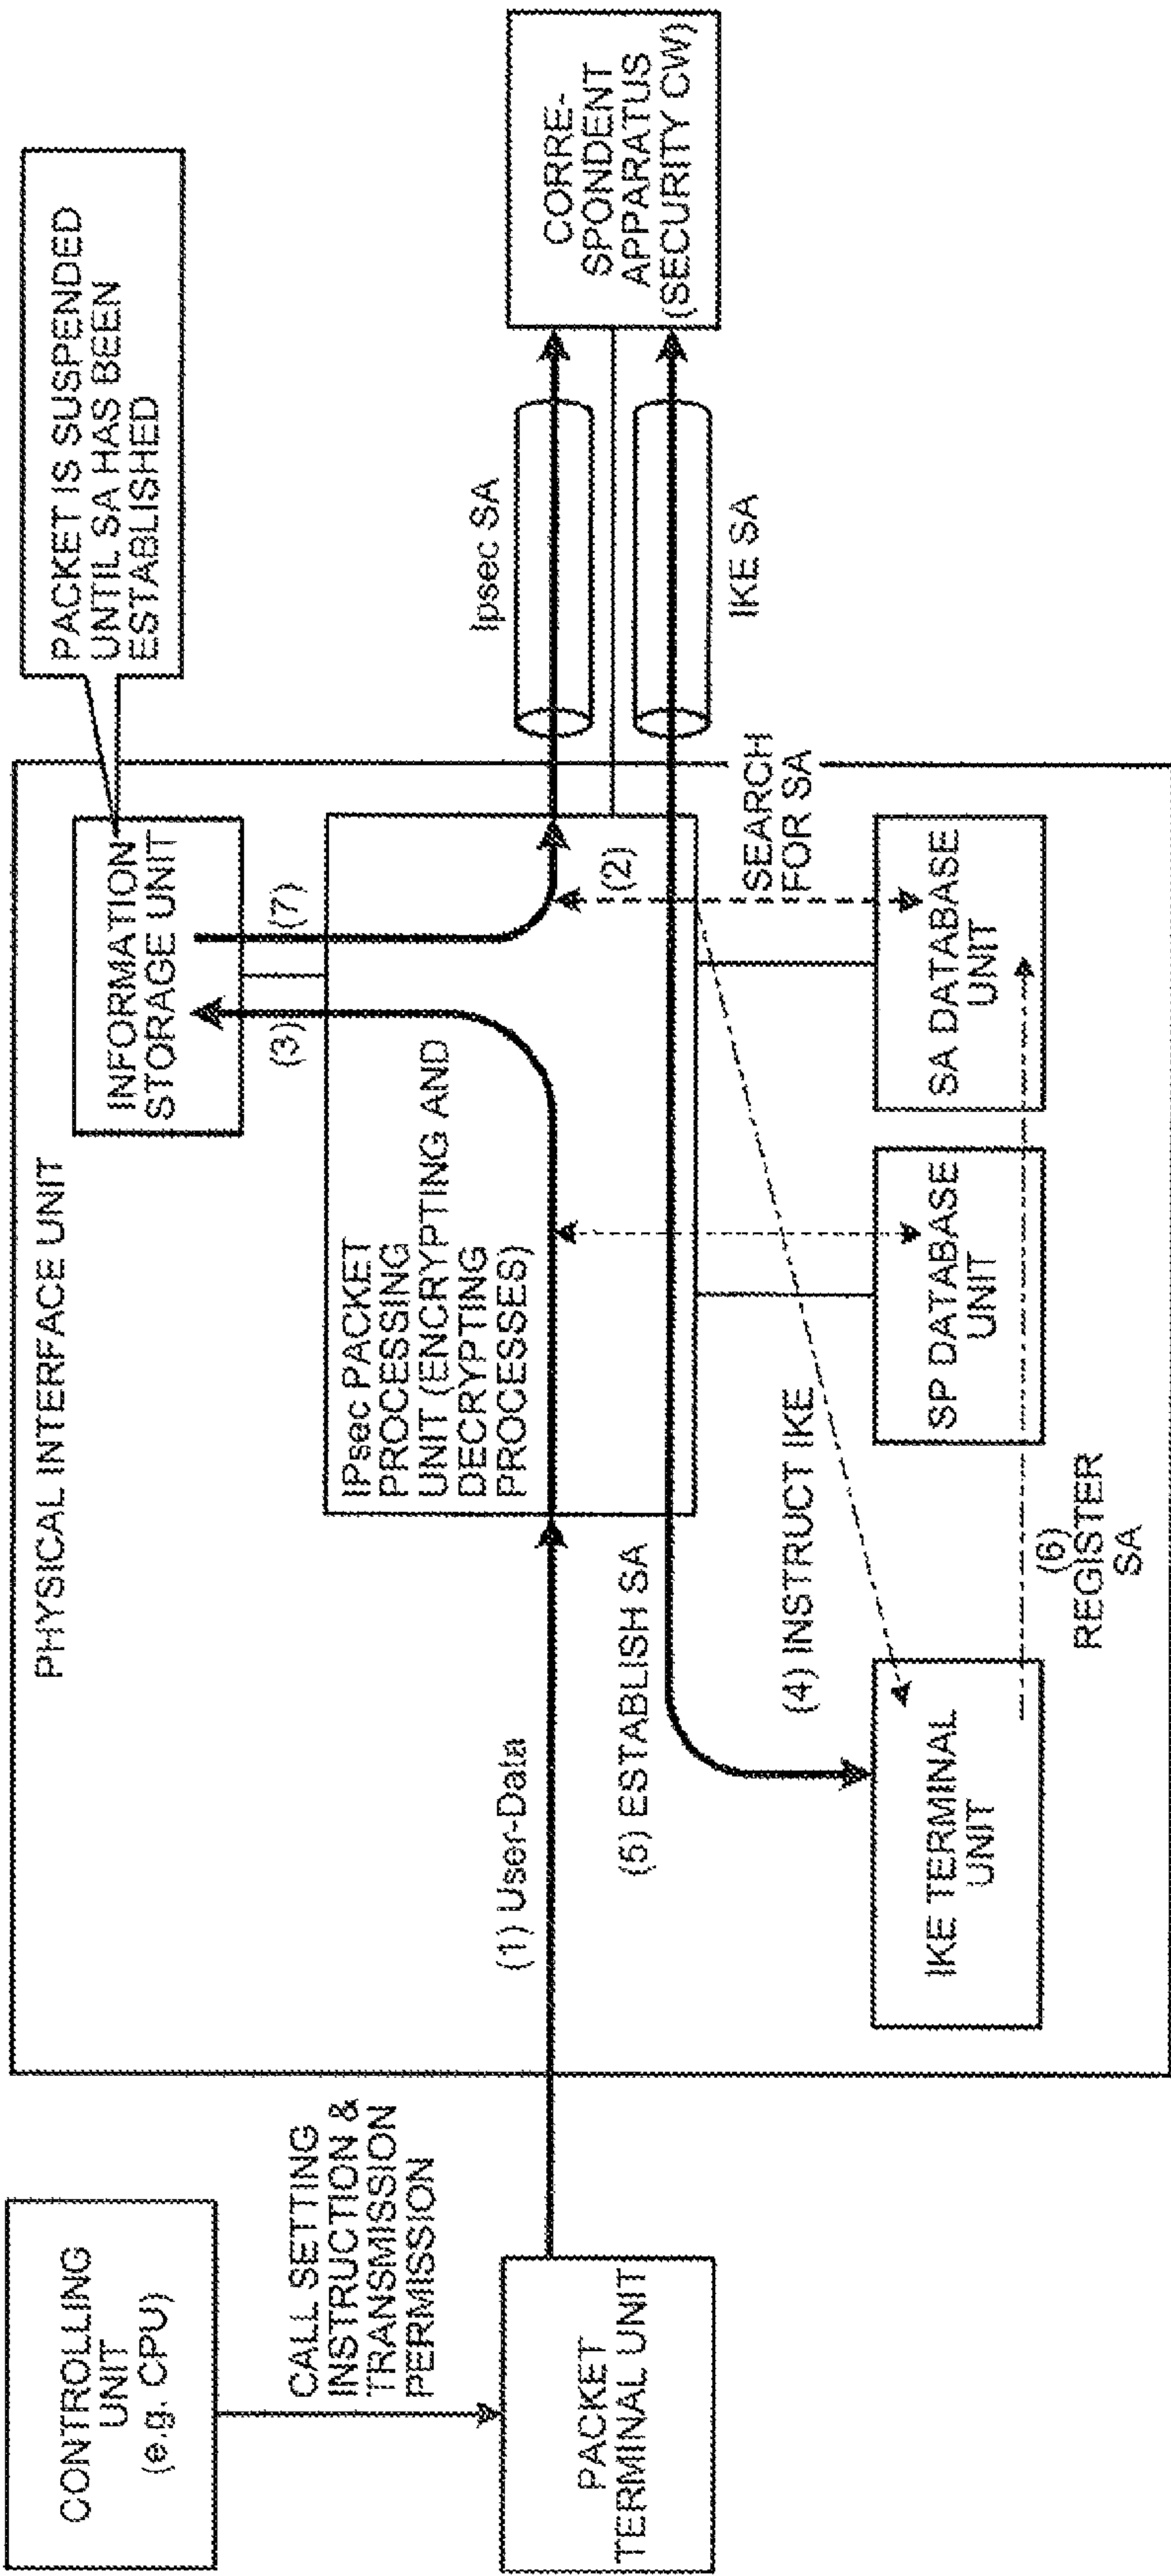 CONTROLLING
UNIT
(e.g. CPU)
CALL SETTING
INSTRUCTION &
TRANSMISSION
PERMISSION
PACKET
TERMINAL UNIT
PHYSICAL INTERFACE UNIT
(1) User-Data
IPsec PACKET
PROCESSING
UNIT (ENCRYPTING AND
DECRYPTING
PROCESSES)
INFORMATION
STORAGE UNIT
(3)
(7)
PACKET IS SUSPENDED
UNTIL SA HAS BEEN
ESTABLISHED
(2)
SEARCH
FOR SA
(5) ESTABLISH SA
(4) INSTRUCT IKE
IKE TERMINAL
UNIT
(6)
REGISTER
SA
SP DATABASE
UNIT
SA DATABASE
UNIT
Ipsec SA
IKE SA
CORRE-
SPONDENT
APPARATUS
(SECURITY CW)